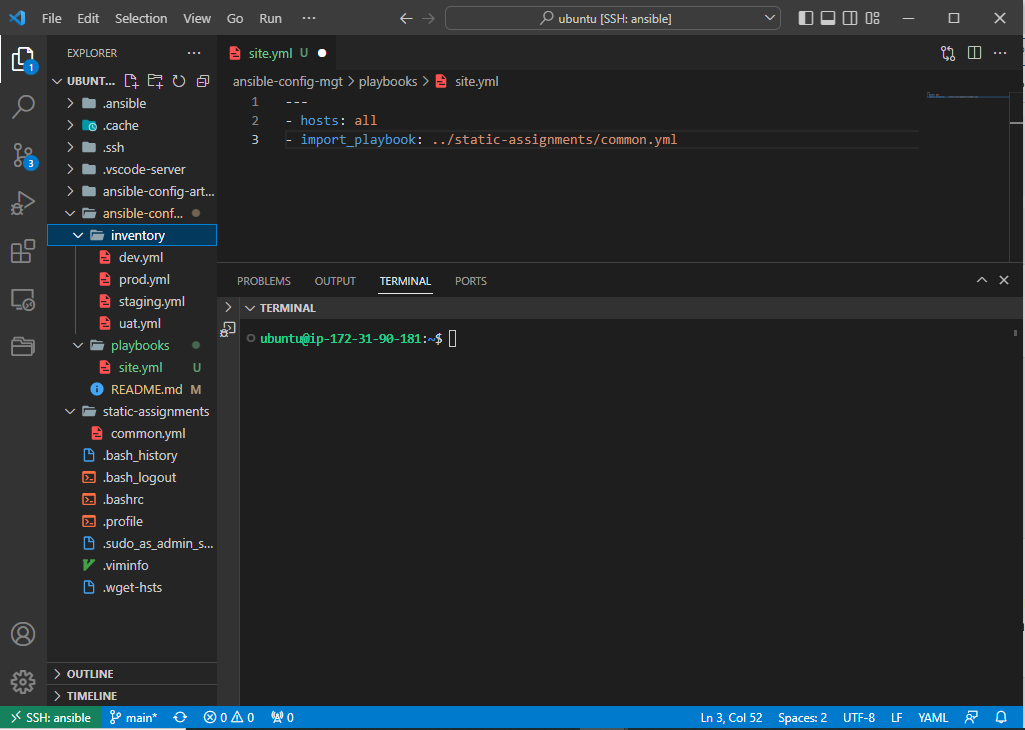 File Edit Selection View Go Run ··· ubuntu [SSH: ansible]
EXPLORER ···
1
UBUNT...
.ansible
.cache
.ssh
3
.vscode-server
ansible-config-art...
ansible-conf...
inventory
dev.yml
prod.yml
staging.yml
uat.yml
playbooks
site.yml U
README.md M
static-assignments
common.yml
.bash_history
.bash_logout
.bashrc
.profile
.sudo_as_admin_s...
.viminfo
.wget-hsts
OUTLINE
TIMELINE
site.yml U
ansible-config-mgt > playbooks > site.yml
1 ---
2 - hosts: all
3 - import_playbook: ../static-assignments/common.yml
PROBLEMS OUTPUT TERMINAL PORTS
TERMINAL
ubuntu@ip-172-31-90-181:~$
SSH: ansible main* 0 0 0 Ln 3, Col 52 Spaces: 2 UTF-8 LF YAML